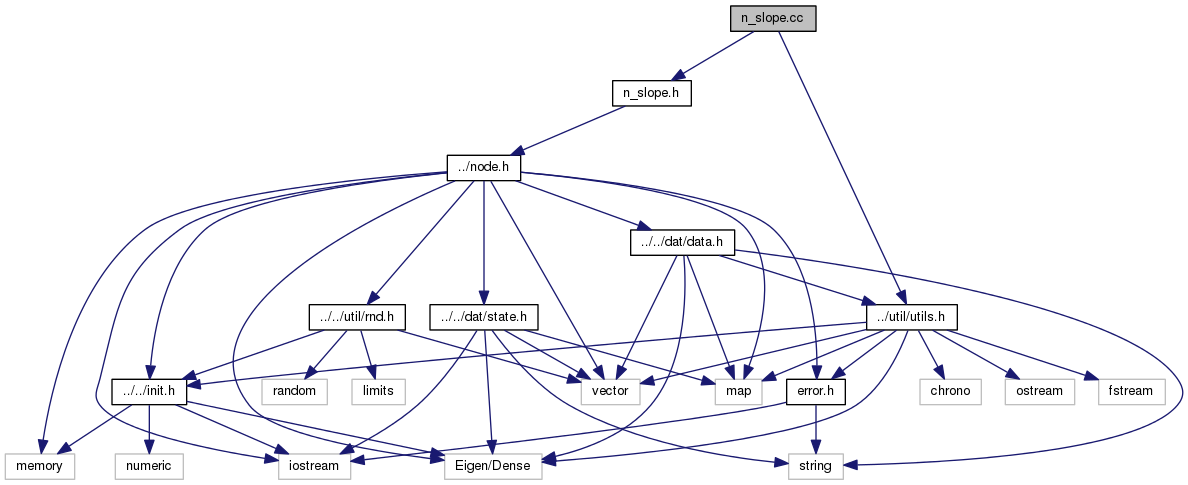 n_slope.cc
n_slope.h
../node.h
../../dat/data.h
../../util/rnd.h
../../dat/state.h
../util/utils.h
../../init.h
random
limits
vector
map
error.h
chrono
ostream
fstream
memory
numeric
iostream
Eigen/Dense
string